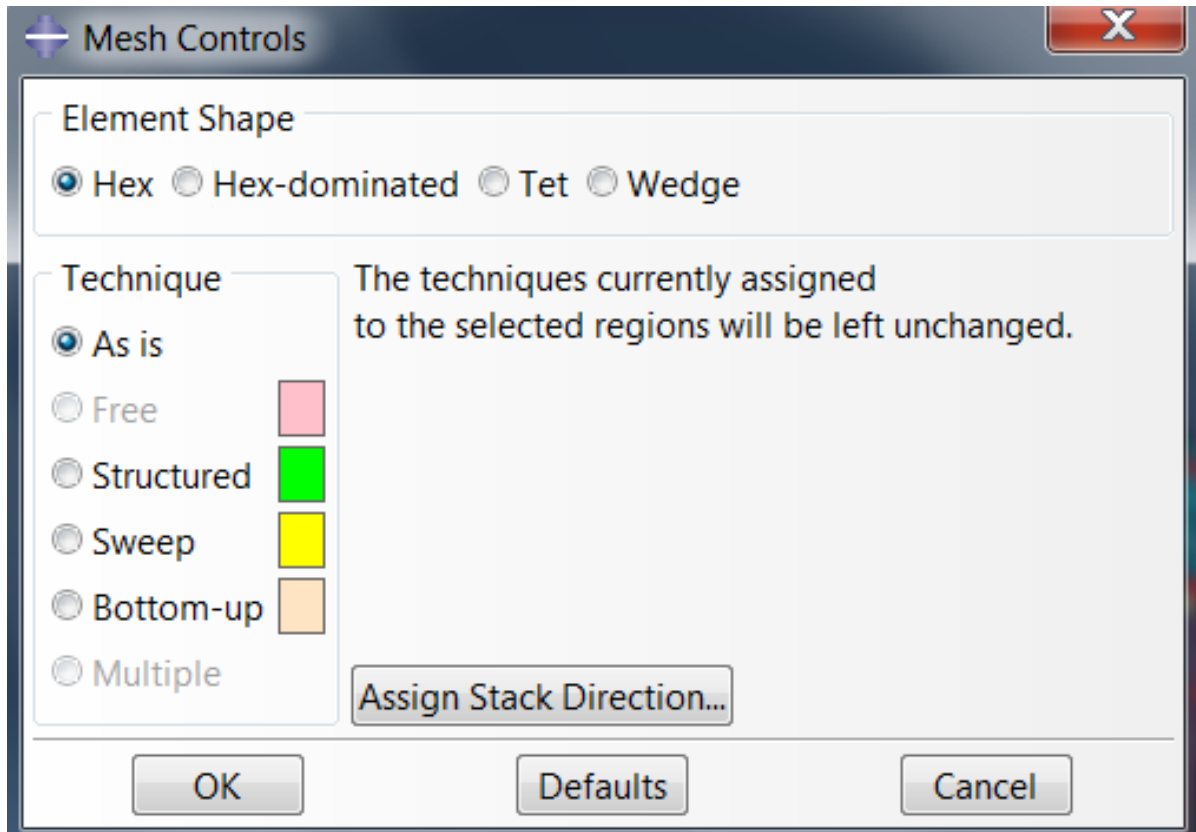 Mesh Controls
X
Element Shape
Hex Hex-dominated Tet Wedge
Technique
As is
Free
Structured
Sweep
Bottom-up
Multiple
The techniques currently assigned
to the selected regions will be left unchanged.
Assign Stack Direction...
OK Defaults Cancel